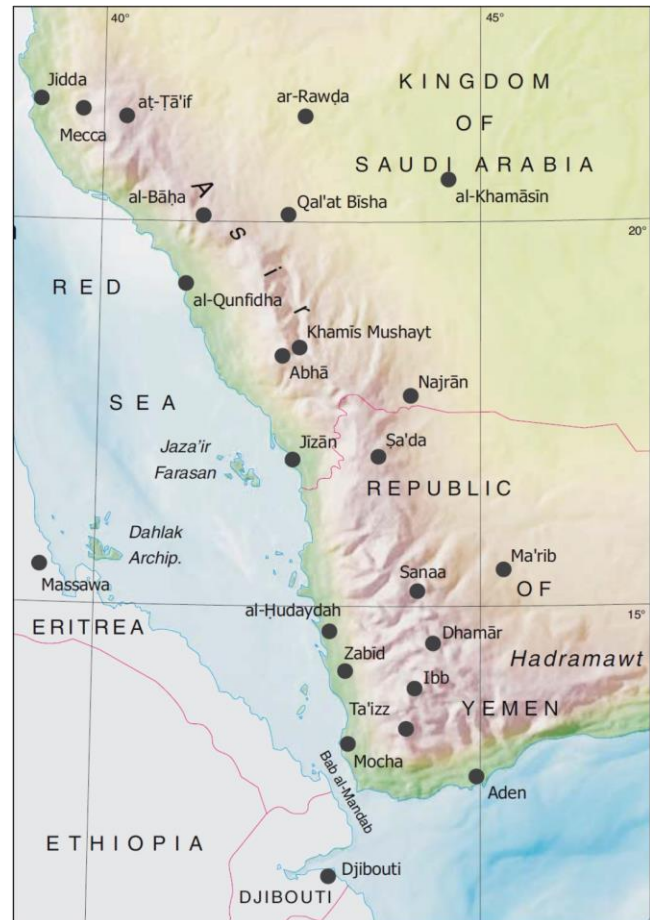 40°
45°
Jidda
Mecca
aṭ-Ṭā'if
ar-Rawḍa
KINGDOM
OF
SAUDI ARABIA
al-Khamāsīn
al-Bāḥa
Asir
Qal'at Bīsha
20°
RED
al-Qunfidha
Khamīs Mushayt
Abhā
SEA
Najrān
Jaza'ir
Farasan
Jīzān
Ṣa'da
REPUBLIC
Dahlak
Archip.
Massawa
Sanaa
Ma'rib
OF
ERITREA
al-Ḥudaydah
15°
Dhamār
Zabīd
Hadramawt
Ibb
Ta'izz
YEMEN
Mocha
Bab al-Mandab
Aden
ETHIOPIA
Djibouti
DJIBOUTI